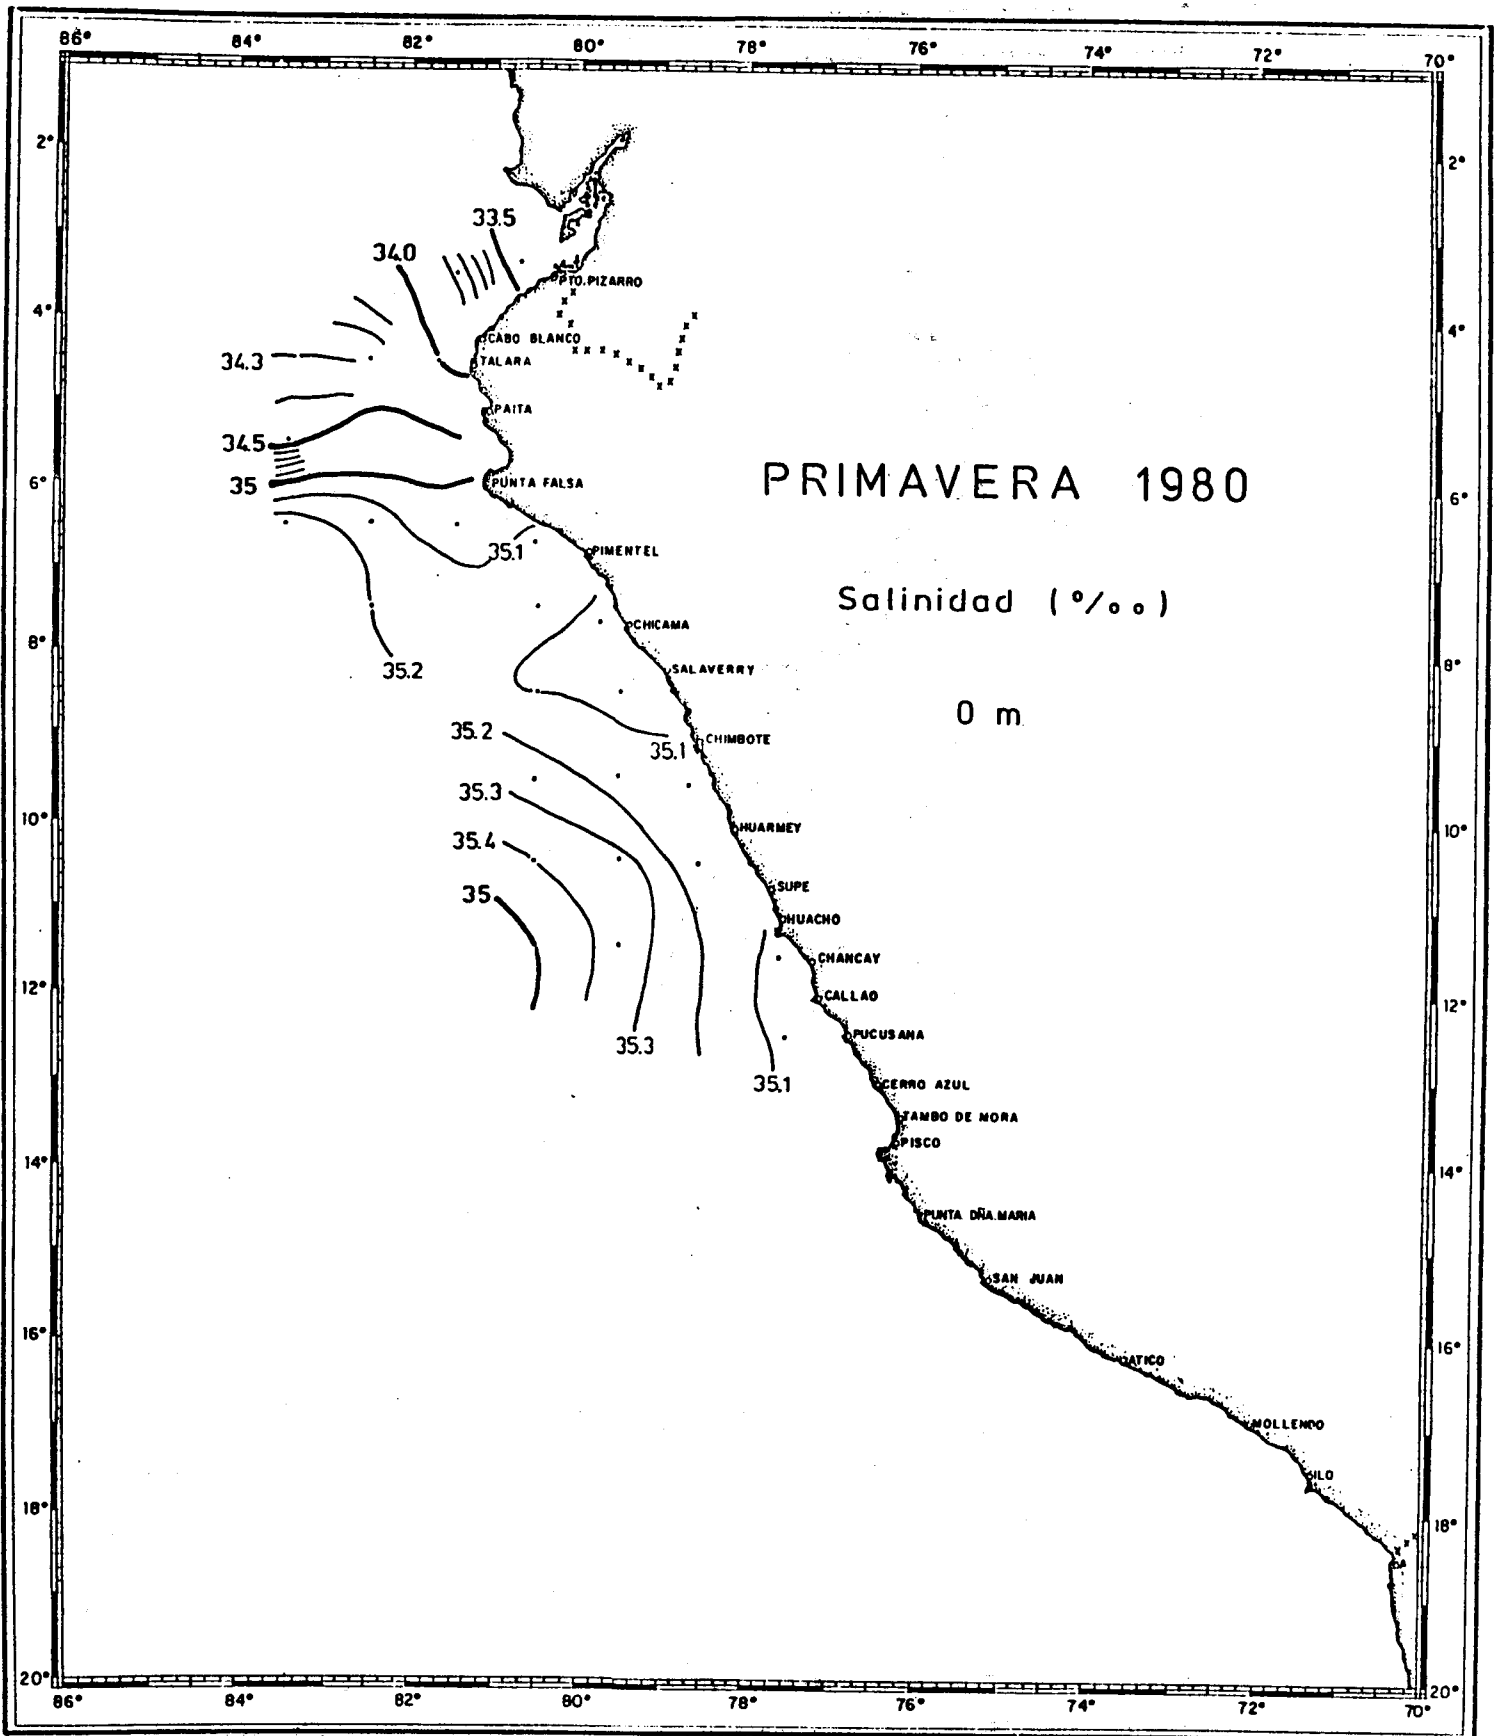 86° 84° 82° 80° 78° 76° 74° 72° 70°
2° 2°
33.5
34.0
PTO. PIZARRO
4° 4°
CABO BLANCO
34.3 TALARA
PAITA
34.5
35 PUNTA FALSA
6° 6°
PRIMAVERA 1980
35.1 PIMENTEL
Salinidad (°/oo)
CHICAMA
8° 8°
35.2 SALAVERRY
0 m
35.2 35.1 CHIMBOTE
35.3
10° HUARMEY 10°
35.4
35 SUPE
HUACHO
CHANCAY
12° CALLAO 12°
35.3 PUCUSANA
35.1 CERRO AZUL
TAMBO DE MORA
PISCO
14° 14°
PUNTA DÑA. MARIA
SAN JUAN
16° 16°
ATICO
MOLLENDO
ILO
18° 18°
20° 20°
86° 84° 82° 80° 78° 76° 74° 72° 70°